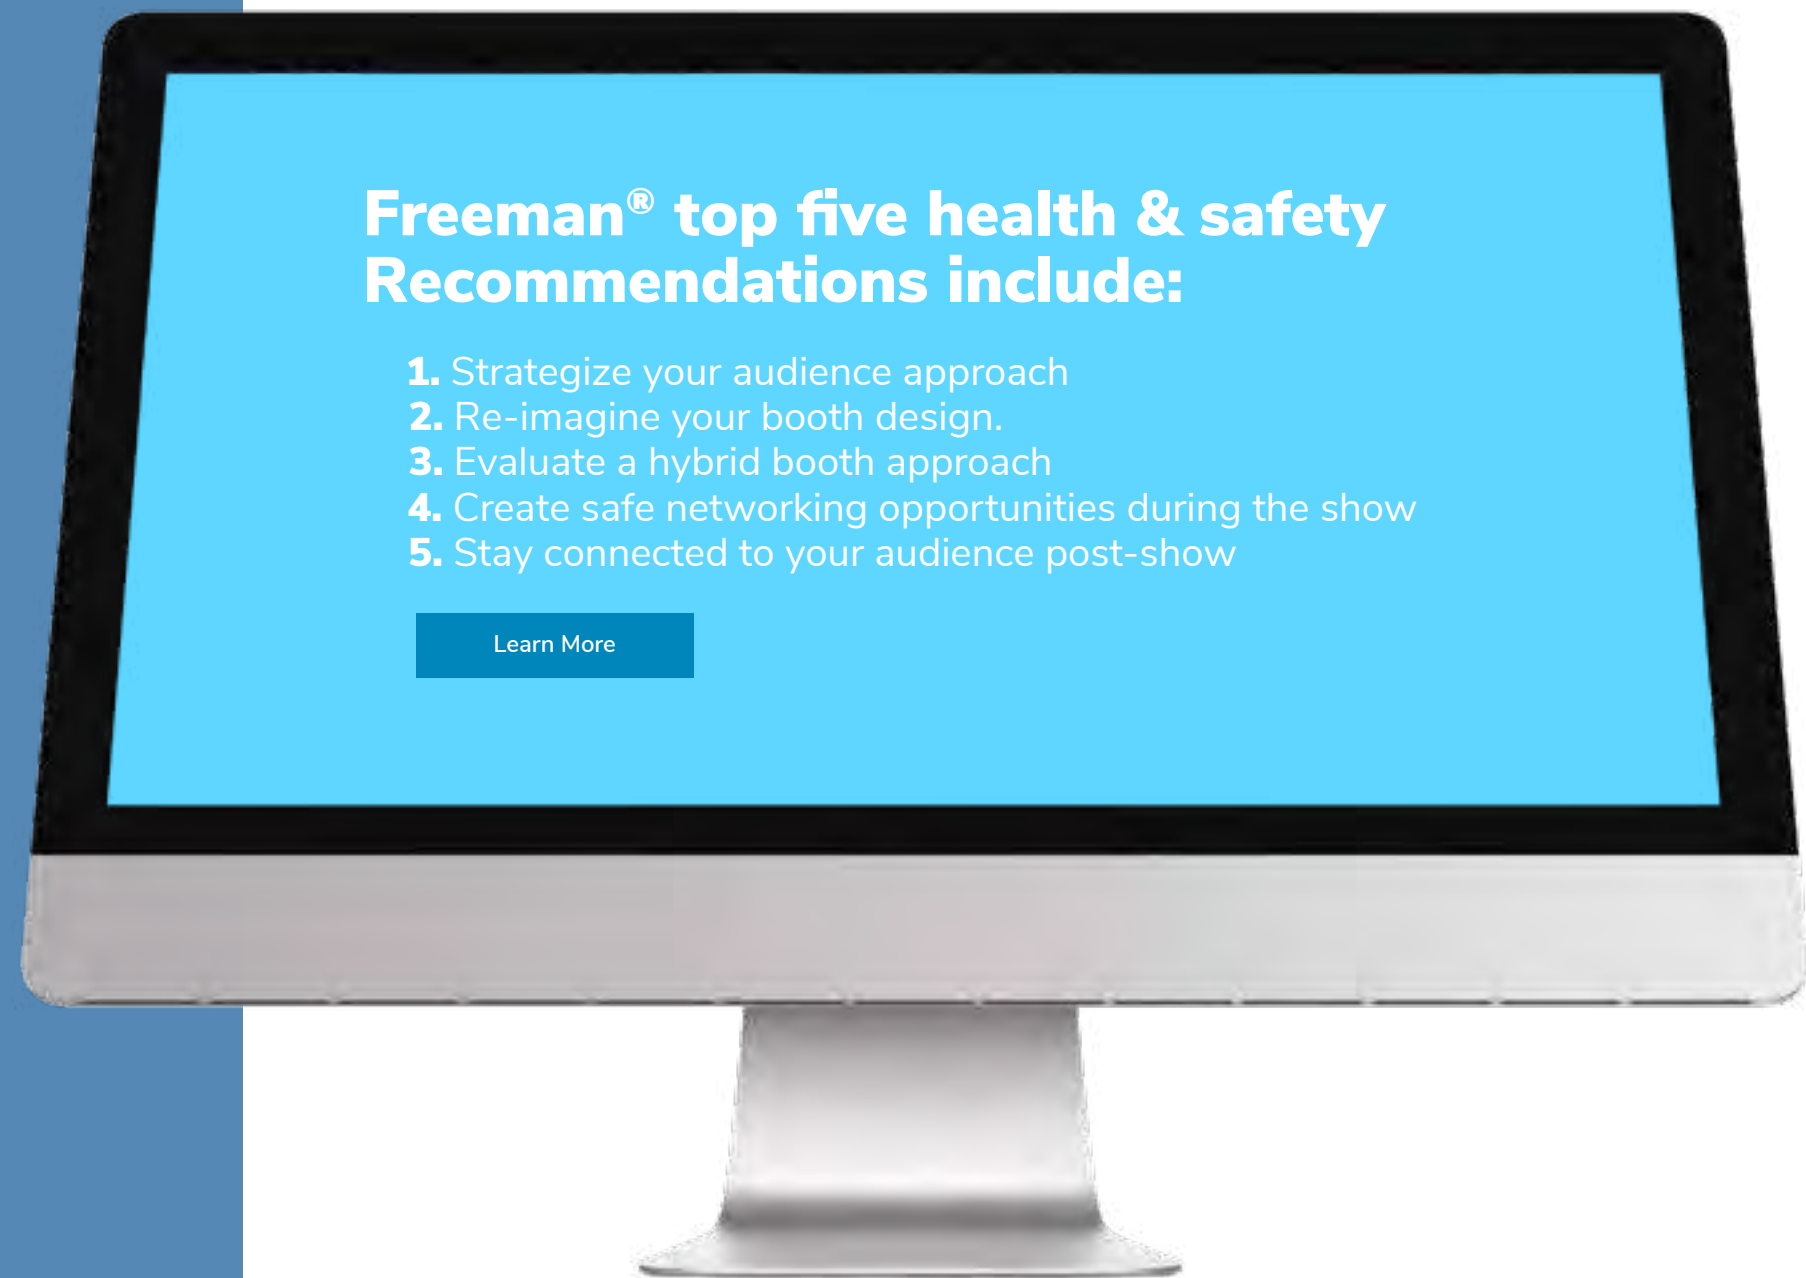 Freeman® top five health & safety
Recommendations include:
1. Strategize your audience approach
2. Re-imagine your booth design.
3. Evaluate a hybrid booth approach
4. Create safe networking opportunities during the show
5. Stay connected to your audience post-show
Learn More